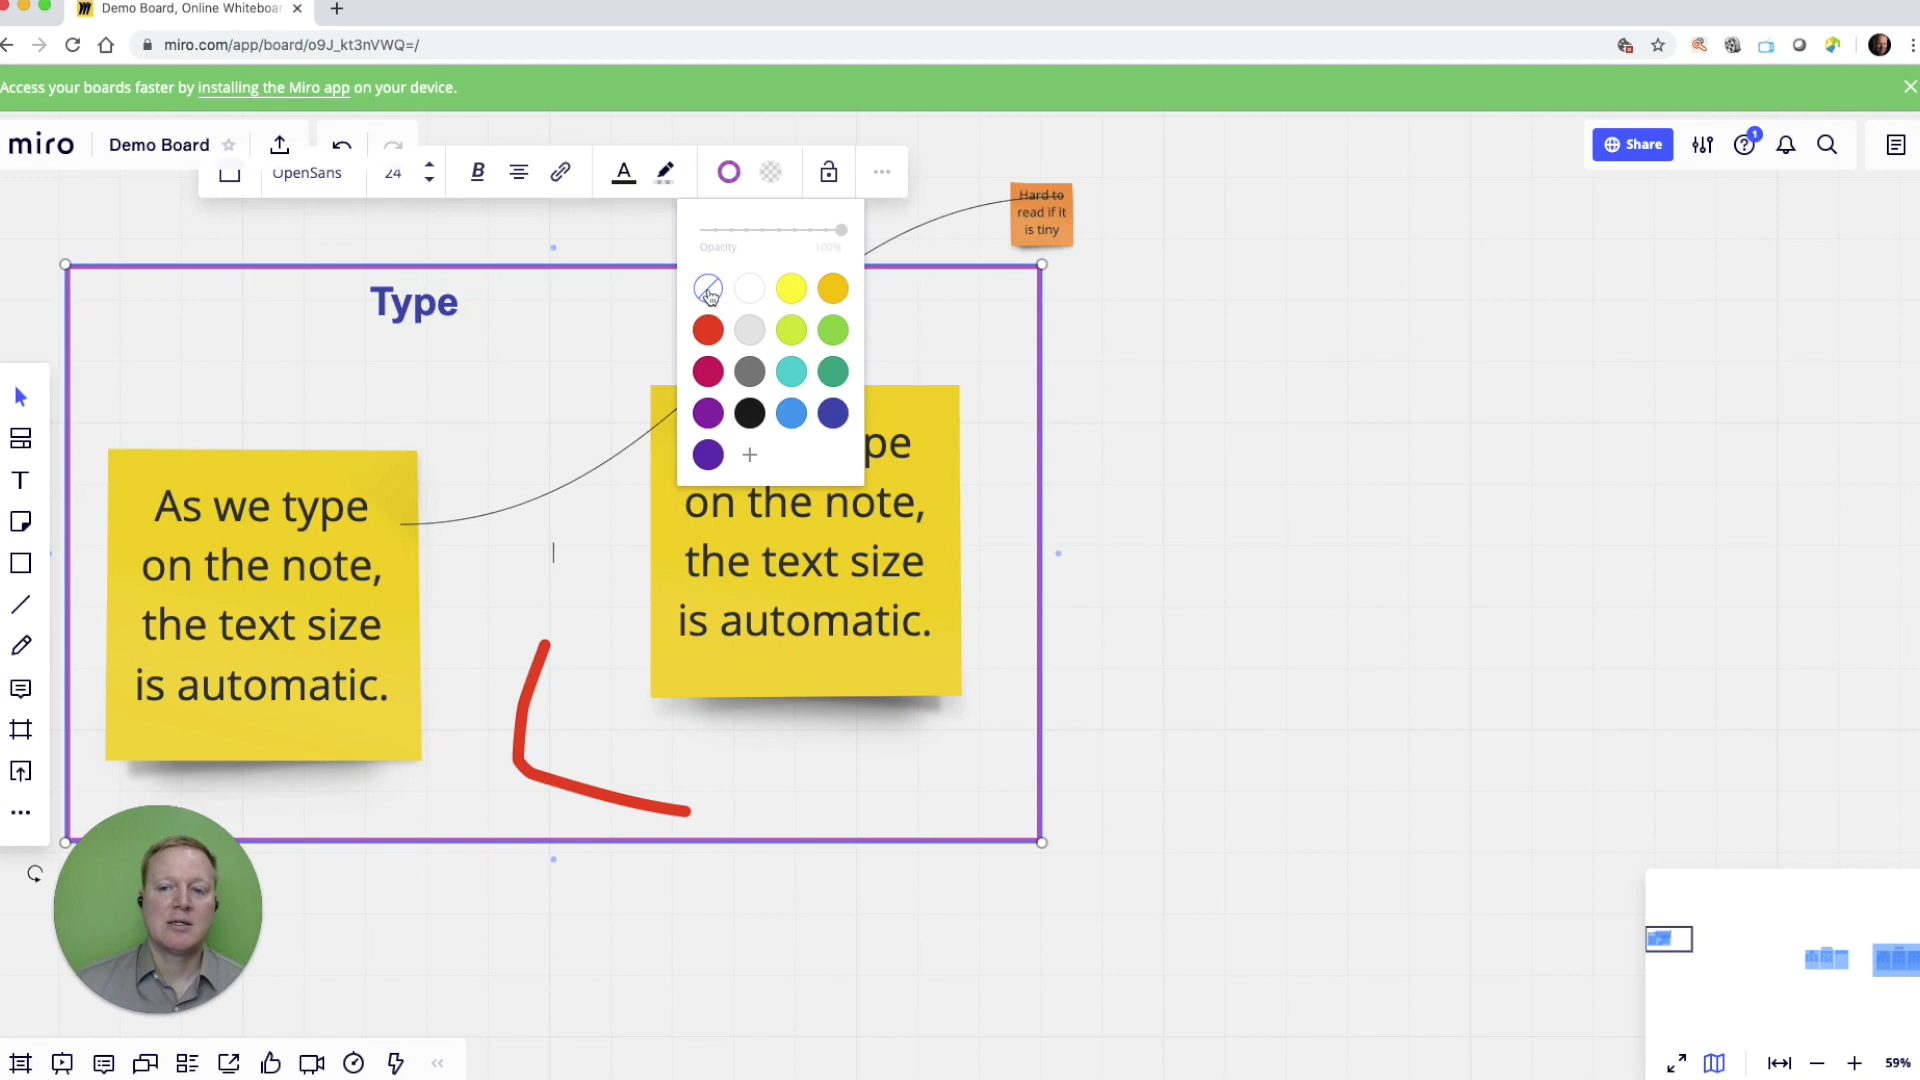 Demo Board, Online Whiteboar
miro.com/app/board/o9J_kt3nVWQ=/
Access your boards faster by installing the Miro app on your device.
miro
Demo Board
Share
1
OpenSans
24
B
A
Opacity
100%
Hard to
read if it
is tiny
Type
As we type
on the note,
the text size
is automatic.
pe
on the note,
the text size
is automatic.
59%